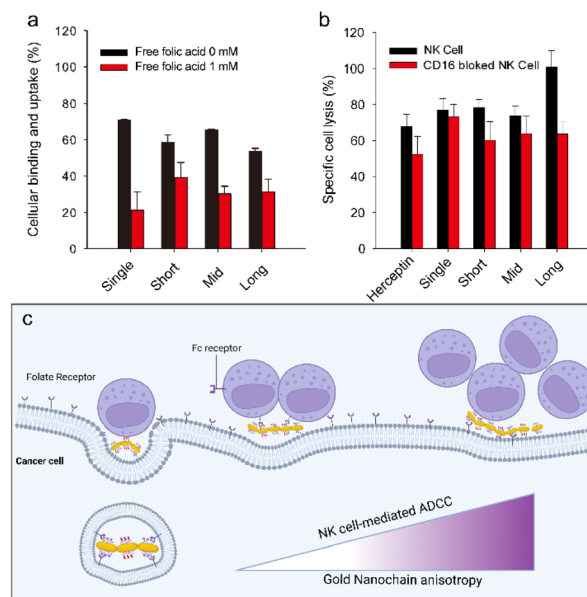 a
Free folic acid 0 mM
Free folic acid 1 mM
Cellular binding and uptake (%)
120
100
80
60
40
20
0
Single
Short
Mid
Long
b
NK Cell
CD16 bloked NK Cell
Specific cell lysis (%)
120
100
80
60
40
20
0
Herceptin
Single
Short
Mid
Long
c
Fc receptor
Folate Receptor
Cancer cell
NK cell-mediated ADCC
Gold Nanochain anisotropy